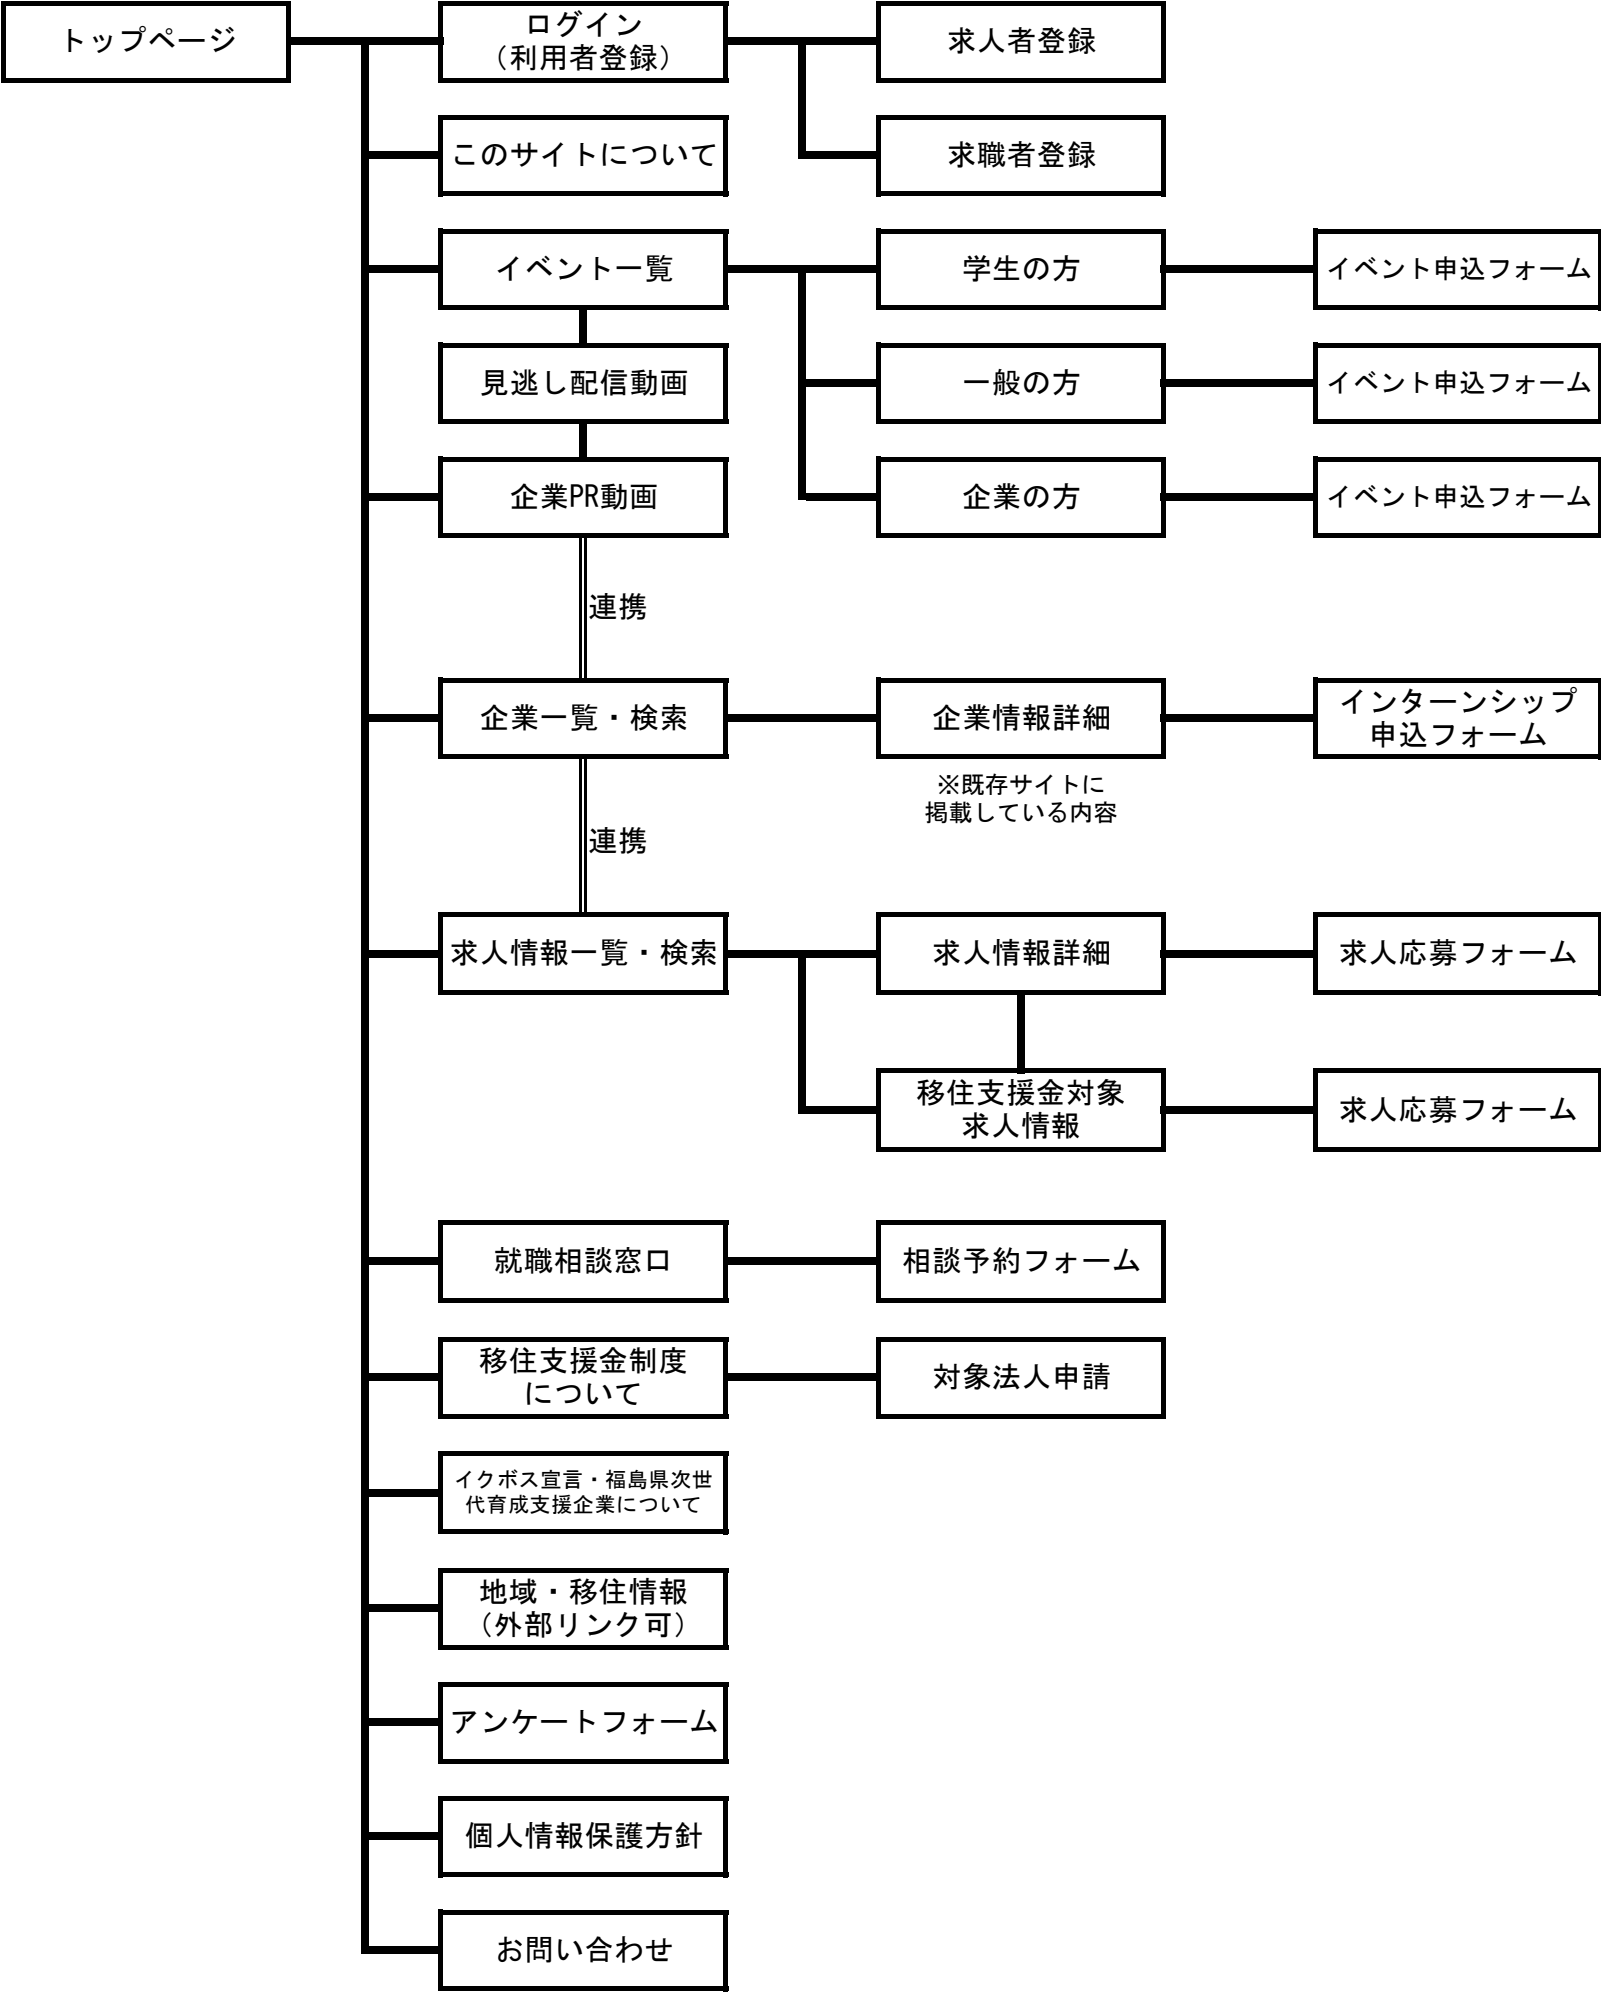 トップページ
ログイン
（利用者登録）
求人者登録
このサイトについて
求職者登録
イベント一覧
学生の方
イベント申込フォーム
見逃し配信動画
一般の方
イベント申込フォーム
企業PR動画
企業の方
イベント申込フォーム
連携
企業一覧・検索
企業情報詳細
インターンシップ
申込フォーム
※既存サイトに
掲載している内容
連携
求人情報一覧・検索
求人情報詳細
求人応募フォーム
移住支援金対象
求人情報
求人応募フォーム
就職相談窓口
相談予約フォーム
移住支援金制度
について
対象法人申請
イクボス宣言・福島県次世
代育成支援企業について
地域・移住情報
（外部リンク可）
アンケートフォーム
個人情報保護方針
お問い合わせ